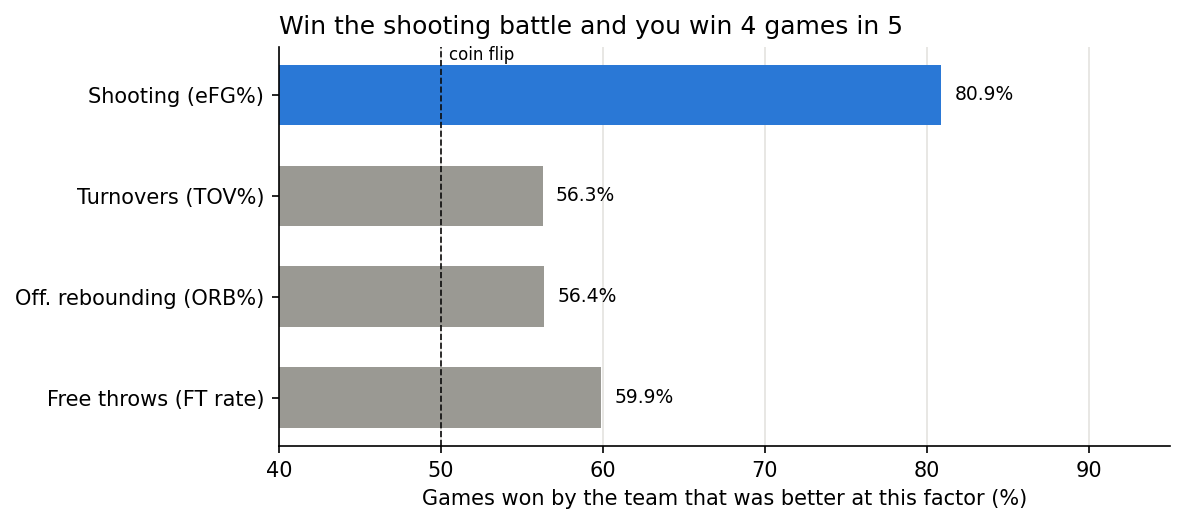 Win the shooting battle and you win 4 games in 5
coin flip
Shooting (eFG%)
80.9%
Turnovers (TOV%)
56.3%
Off. rebounding (ORB%)
56.4%
Free throws (FT rate)
59.9%
40 50 60 70 80 90
Games won by the team that was better at this factor (%)